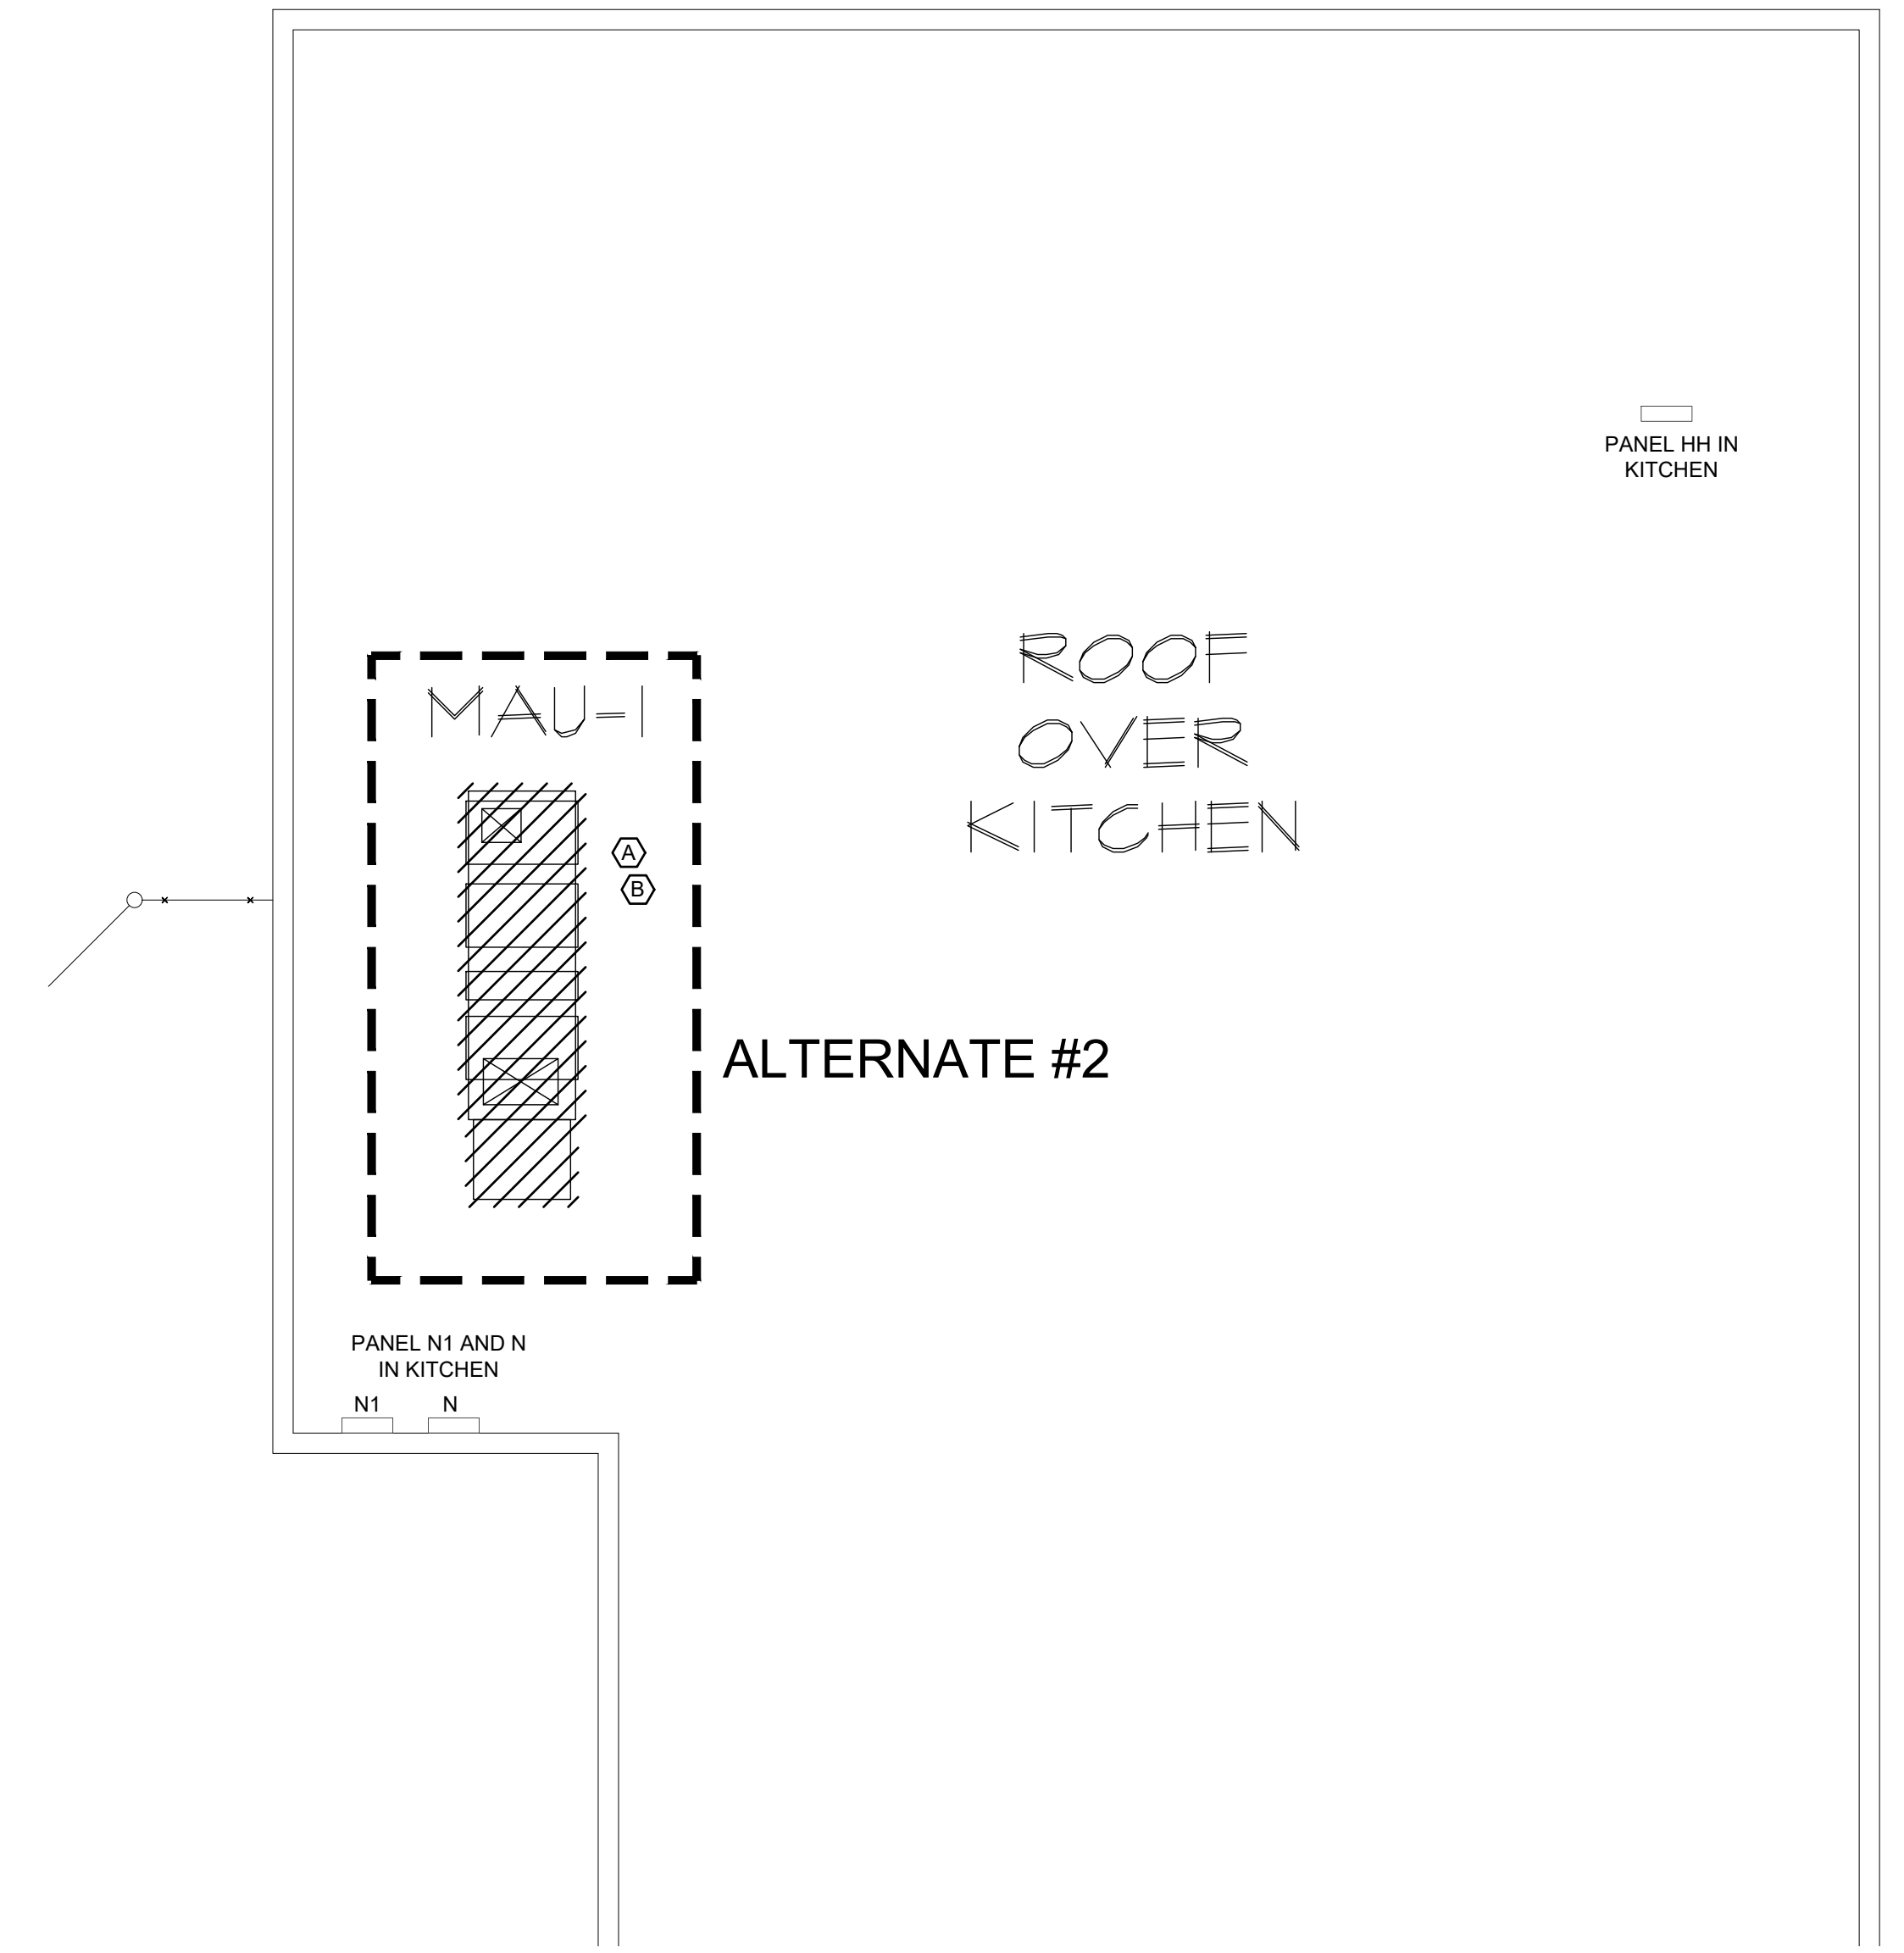 PANEL HH IN
KITCHEN
ROOF
OVER
KITCHEN
MAU-1
A
B
ALTERNATE #2
PANEL N1 AND N
IN KITCHEN
N1
N